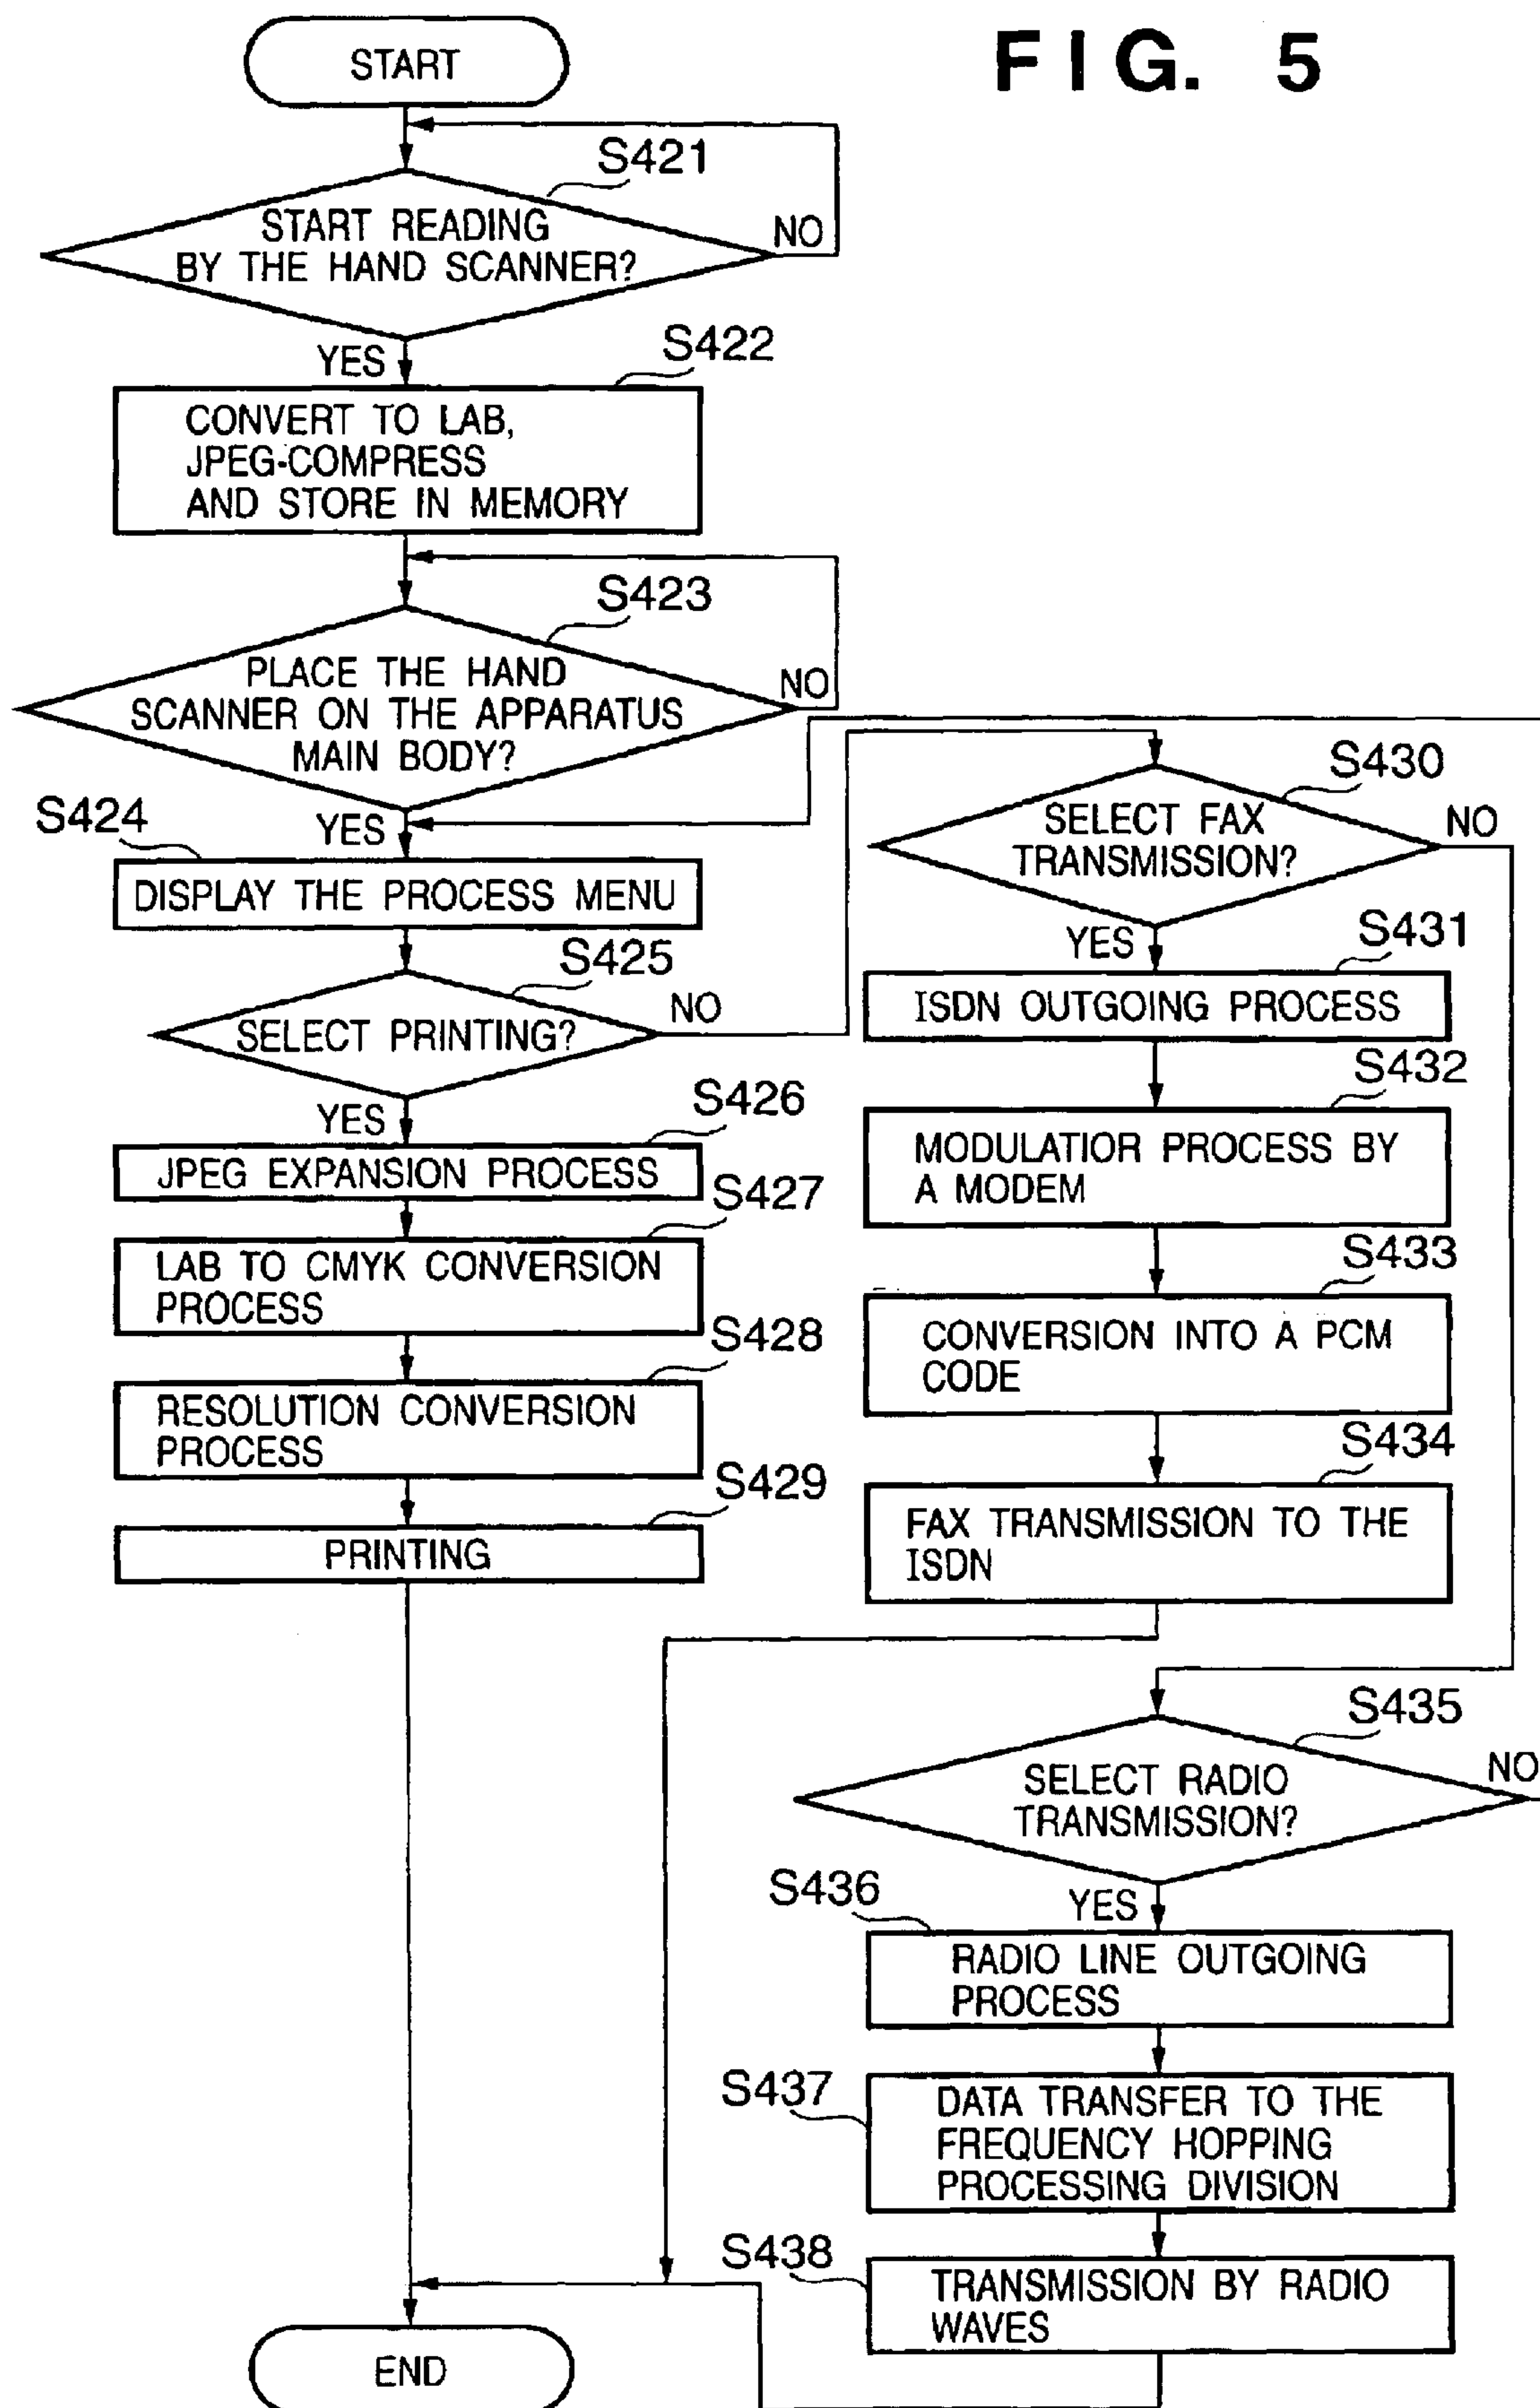 FIG. 5
START
S421
START READING
BY THE HAND SCANNER?
NO
YES
S422
CONVERT TO LAB,
JPEG-COMPRESS
AND STORE IN MEMORY
S423
PLACE THE HAND
SCANNER ON THE APPARATUS
MAIN BODY?
NO
YES
S424
DISPLAY THE PROCESS MENU
S425
SELECT PRINTING?
NO
YES
S426
JPEG EXPANSION PROCESS
S427
LAB TO CMYK CONVERSION
PROCESS
S428
RESOLUTION CONVERSION
PROCESS
S429
PRINTING
S430
SELECT FAX
TRANSMISSION?
NO
YES
S431
ISDN OUTGOING PROCESS
S432
MODULATIOR PROCESS BY
A MODEM
S433
CONVERSION INTO A PCM
CODE
S434
FAX TRANSMISSION TO THE
ISDN
S435
SELECT RADIO
TRANSMISSION?
NO
YES
S436
RADIO LINE OUTGOING
PROCESS
S437
DATA TRANSFER TO THE
FREQUENCY HOPPING
PROCESSING DIVISION
S438
TRANSMISSION BY RADIO
WAVES
END